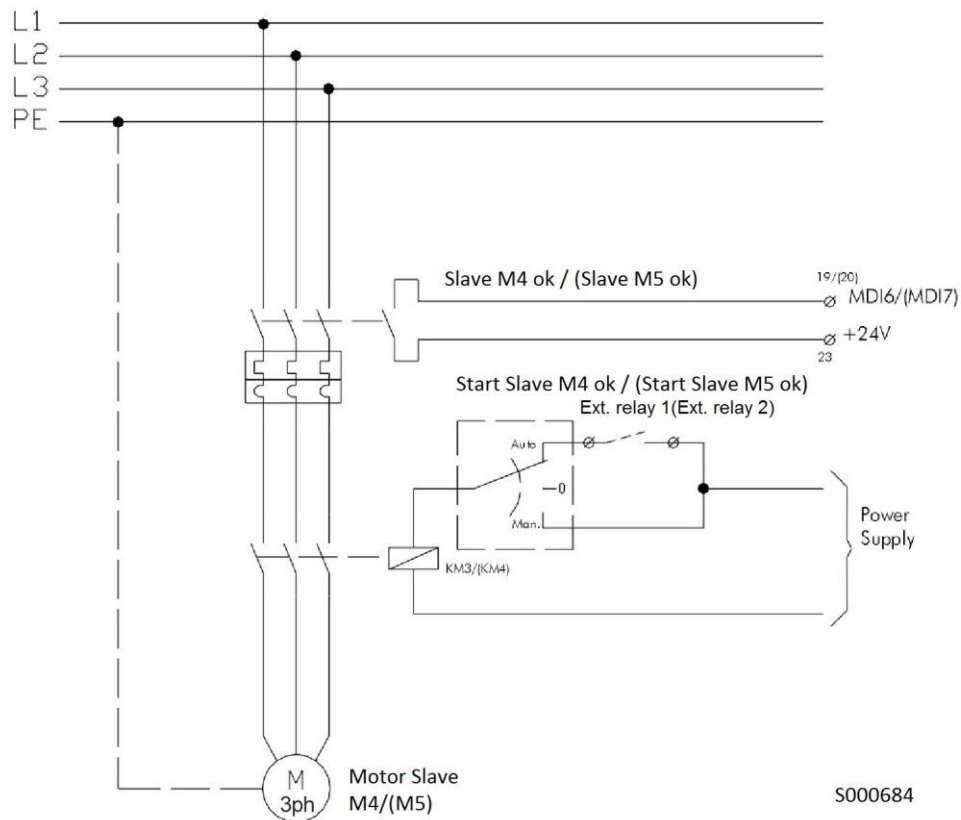 L1
L2
L3
PE
Slave M4 ok / (Slave M5 ok)
19/(20)
MDI6/(MDI7)
+24V
23
Start Slave M4 ok / (Start Slave M5 ok)
Ext. relay 1(Ext. relay 2)
Auto
0
Man.
Power
Supply
KM3/(KM4)
M
3ph
Motor Slave
M4/(M5)
S000684